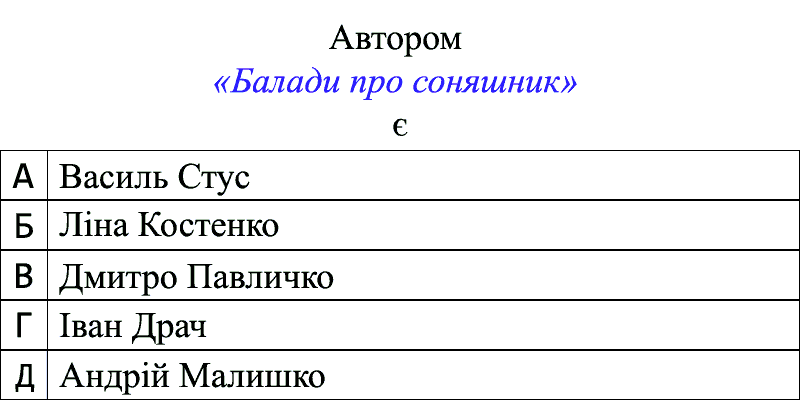 Автором
«Балади про соняшник»
є
А Василь Стус
Б Ліна Костенко
В Дмитро Павличко
Г Іван Драч
Д Андрій Малишко